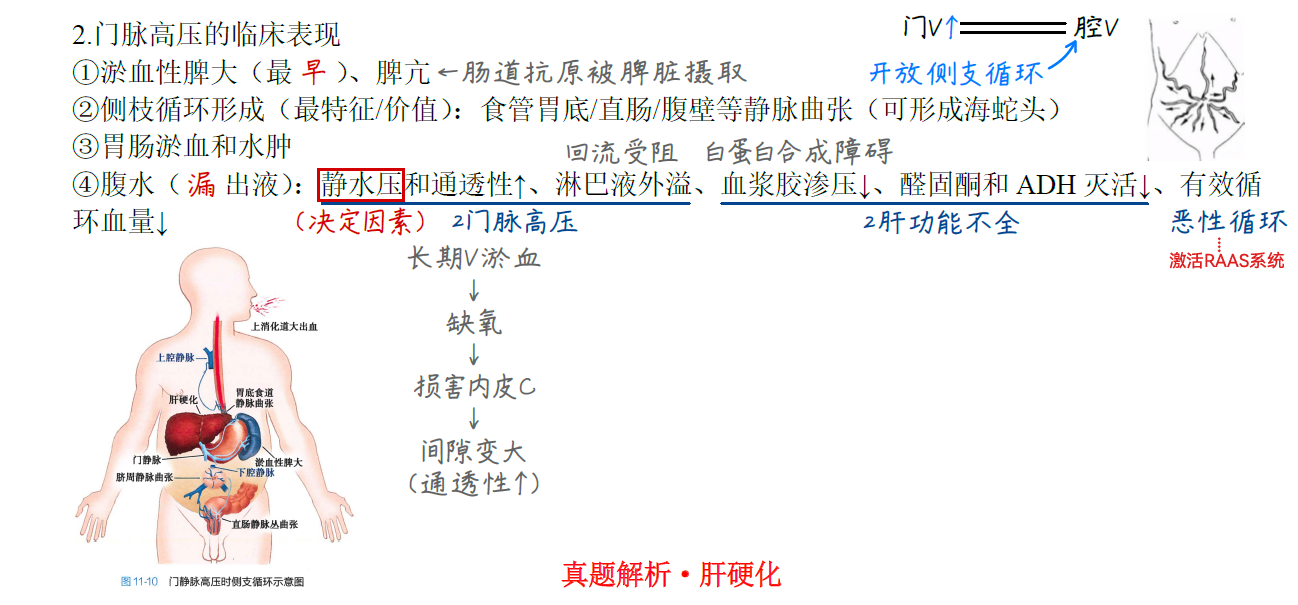 2.门脉高压的临床表现
门V↑ 腔V
开放侧支循环
①淤血性脾大（最 早 ）、脾亢 ←肠道抗原被脾脏摄取
②侧枝循环形成（最特征/价值）：食管胃底/直肠/腹壁等静脉曲张（可形成海蛇头）
③胃肠淤血和水肿
回流受阻 白蛋白合成障碍
④腹水（ 漏 出液）：静水压和通透性↑、淋巴液外溢、血浆胶渗压↓、醛固酮和 ADH 灭活↓、有效循
环血量↓ （决定因素） 2门脉高压 2肝功能不全 恶性循环
激活RAAS系统
长期V淤血
↓
缺氧
↓
损害内皮C
↓
间隙变大
(通透性↑)
上消化道大出血
上腔静脉
胃底食道
静脉曲张
肝硬化
门静脉
淤血性脾大
下腔静脉
脐周静脉曲张
直肠静脉丛曲张
图 11-10 门静脉高压时侧支循环示意图
真题解析·肝硬化